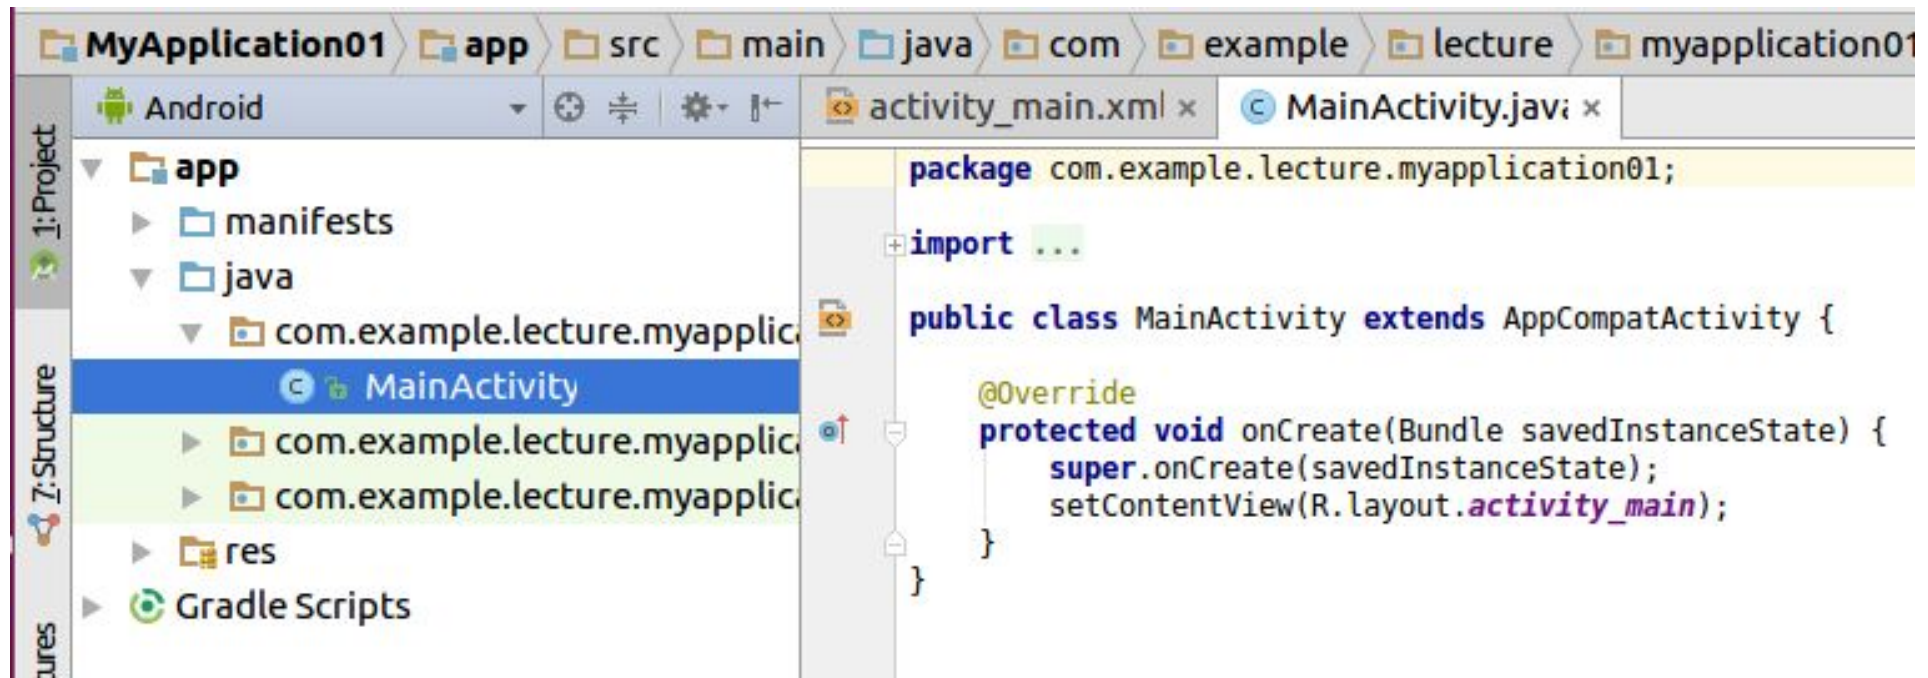 MyApplication01 app src main java com example lecture myapplication01
Android
activity_main.xml MainActivity.java
1: Project
7: Structure
app
manifests
java
com.example.lecture.myapplica
MainActivity
com.example.lecture.myapplica
com.example.lecture.myapplica
res
Gradle Scripts
package com.example.lecture.myapplication01;
import ...
public class MainActivity extends AppCompatActivity {
@Override
protected void onCreate(Bundle savedInstanceState) {
super.onCreate(savedInstanceState);
setContentView(R.layout.activity_main);
}
}